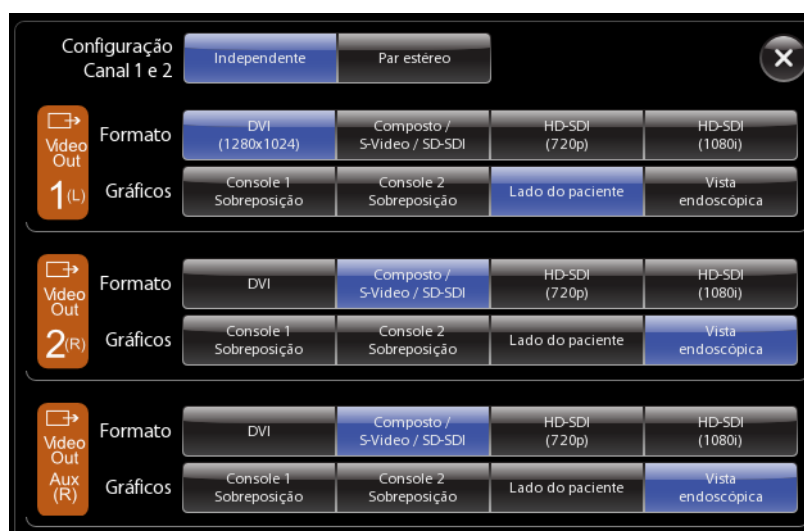 Configuração
Canal 1 e 2
Independente
Par estéreo
Video
Out
1(L)
Formato
DVI
(1280x1024)
Composto /
S-Video / SD-SDI
HD-SDI
(720p)
HD-SDI
(1080i)
Gráficos
Console 1
Sobreposição
Console 2
Sobreposição
Lado do paciente
Vista
endoscópica
Video
Out
2(R)
Formato
DVI
Composto /
S-Video / SD-SDI
HD-SDI
(720p)
HD-SDI
(1080i)
Gráficos
Console 1
Sobreposição
Console 2
Sobreposição
Lado do paciente
Vista
endoscópica
Video
Out
Aux
(R)
Formato
DVI
Composto /
S-Video / SD-SDI
HD-SDI
(720p)
HD-SDI
(1080i)
Gráficos
Console 1
Sobreposição
Console 2
Sobreposição
Lado do paciente
Vista
endoscópica